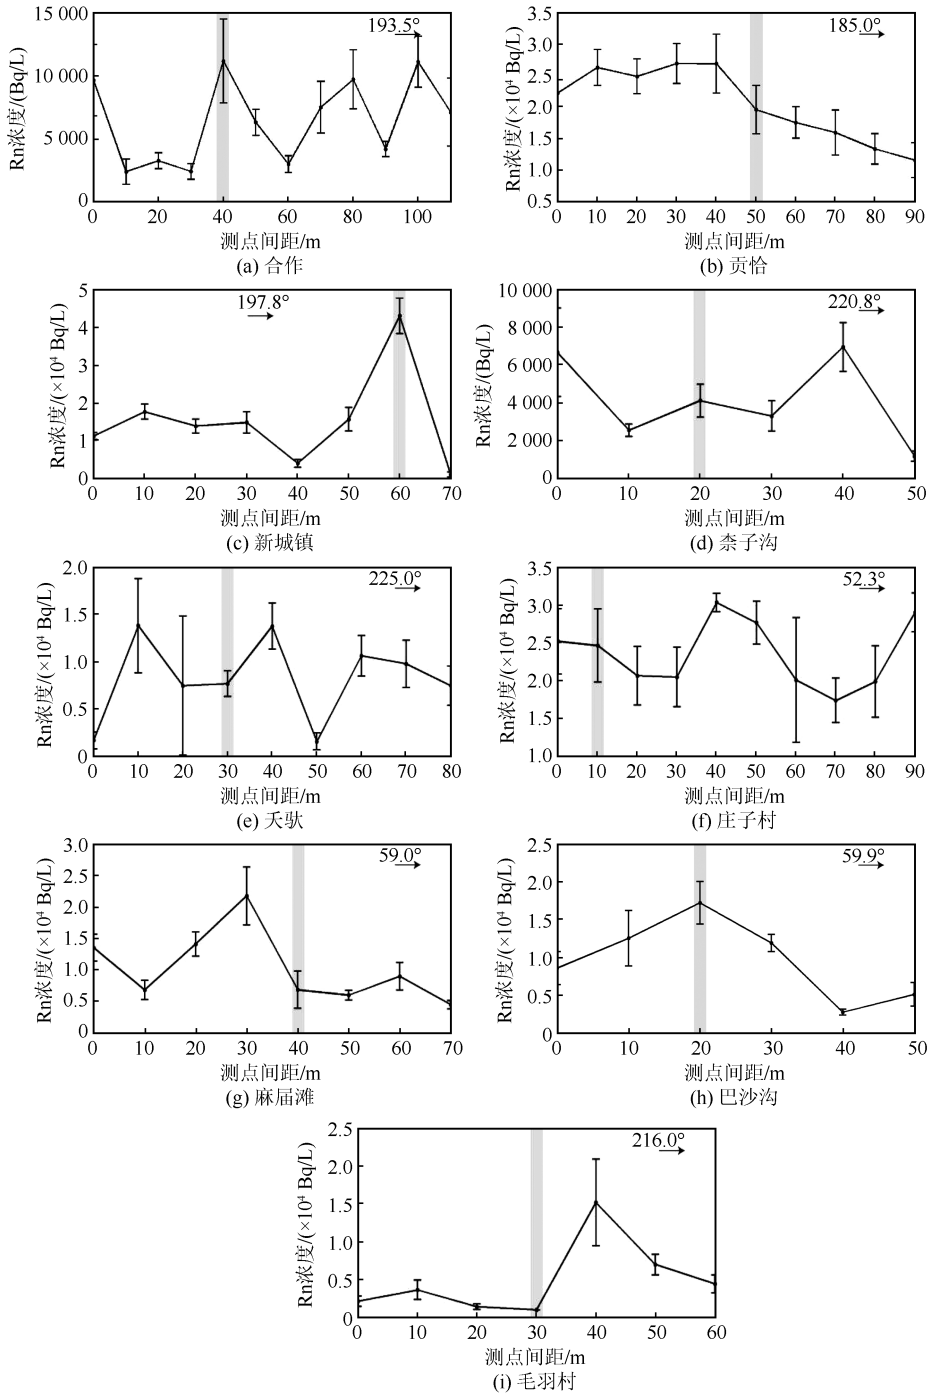 15 000
10 000
5 000
0
Rn浓度/(Bq/L)
193.5°
0 20 40 60 80 100
测点间距/m
(a) 合作
3.5
3.0
2.5
2.0
1.5
1.0
0.5
Rn浓度/(×10⁴ Bq/L)
185.0°
0 10 20 30 40 50 60 70 80 90
测点间距/m
(b) 贡恰
5
4
3
2
1
0
Rn浓度/(×10⁴ Bq/L)
197.8°
0 10 20 30 40 50 60 70
测点间距/m
(c) 新城镇
10 000
8 000
6 000
4 000
2 000
0
Rn浓度/(Bq/L)
220.8°
0 10 20 30 40 50
测点间距/m
(d) 柰子沟
2.0
1.5
1.0
0.5
0
Rn浓度/(×10⁴ Bq/L)
225.0°
0 10 20 30 40 50 60 70 80
测点间距/m
(e) 天驮
3.5
3.0
2.5
2.0
1.5
1.0
Rn浓度/(×10⁴ Bq/L)
52.3°
0 10 20 30 40 50 60 70 80 90
测点间距/m
(f) 庄子村
3.0
2.5
2.0
1.5
1.0
0.5
0
Rn浓度/(×10⁴ Bq/L)
59.0°
0 10 20 30 40 50 60 70
测点间距/m
(g) 麻届滩
2.5
2.0
1.5
1.0
0.5
0
Rn浓度/(×10⁴ Bq/L)
59.9°
0 10 20 30 40 50
测点间距/m
(h) 巴沙沟
2.5
2.0
1.5
1.0
0.5
0
Rn浓度/(×10⁴ Bq/L)
216.0°
0 10 20 30 40 50 60
测点间距/m
(i) 毛羽村